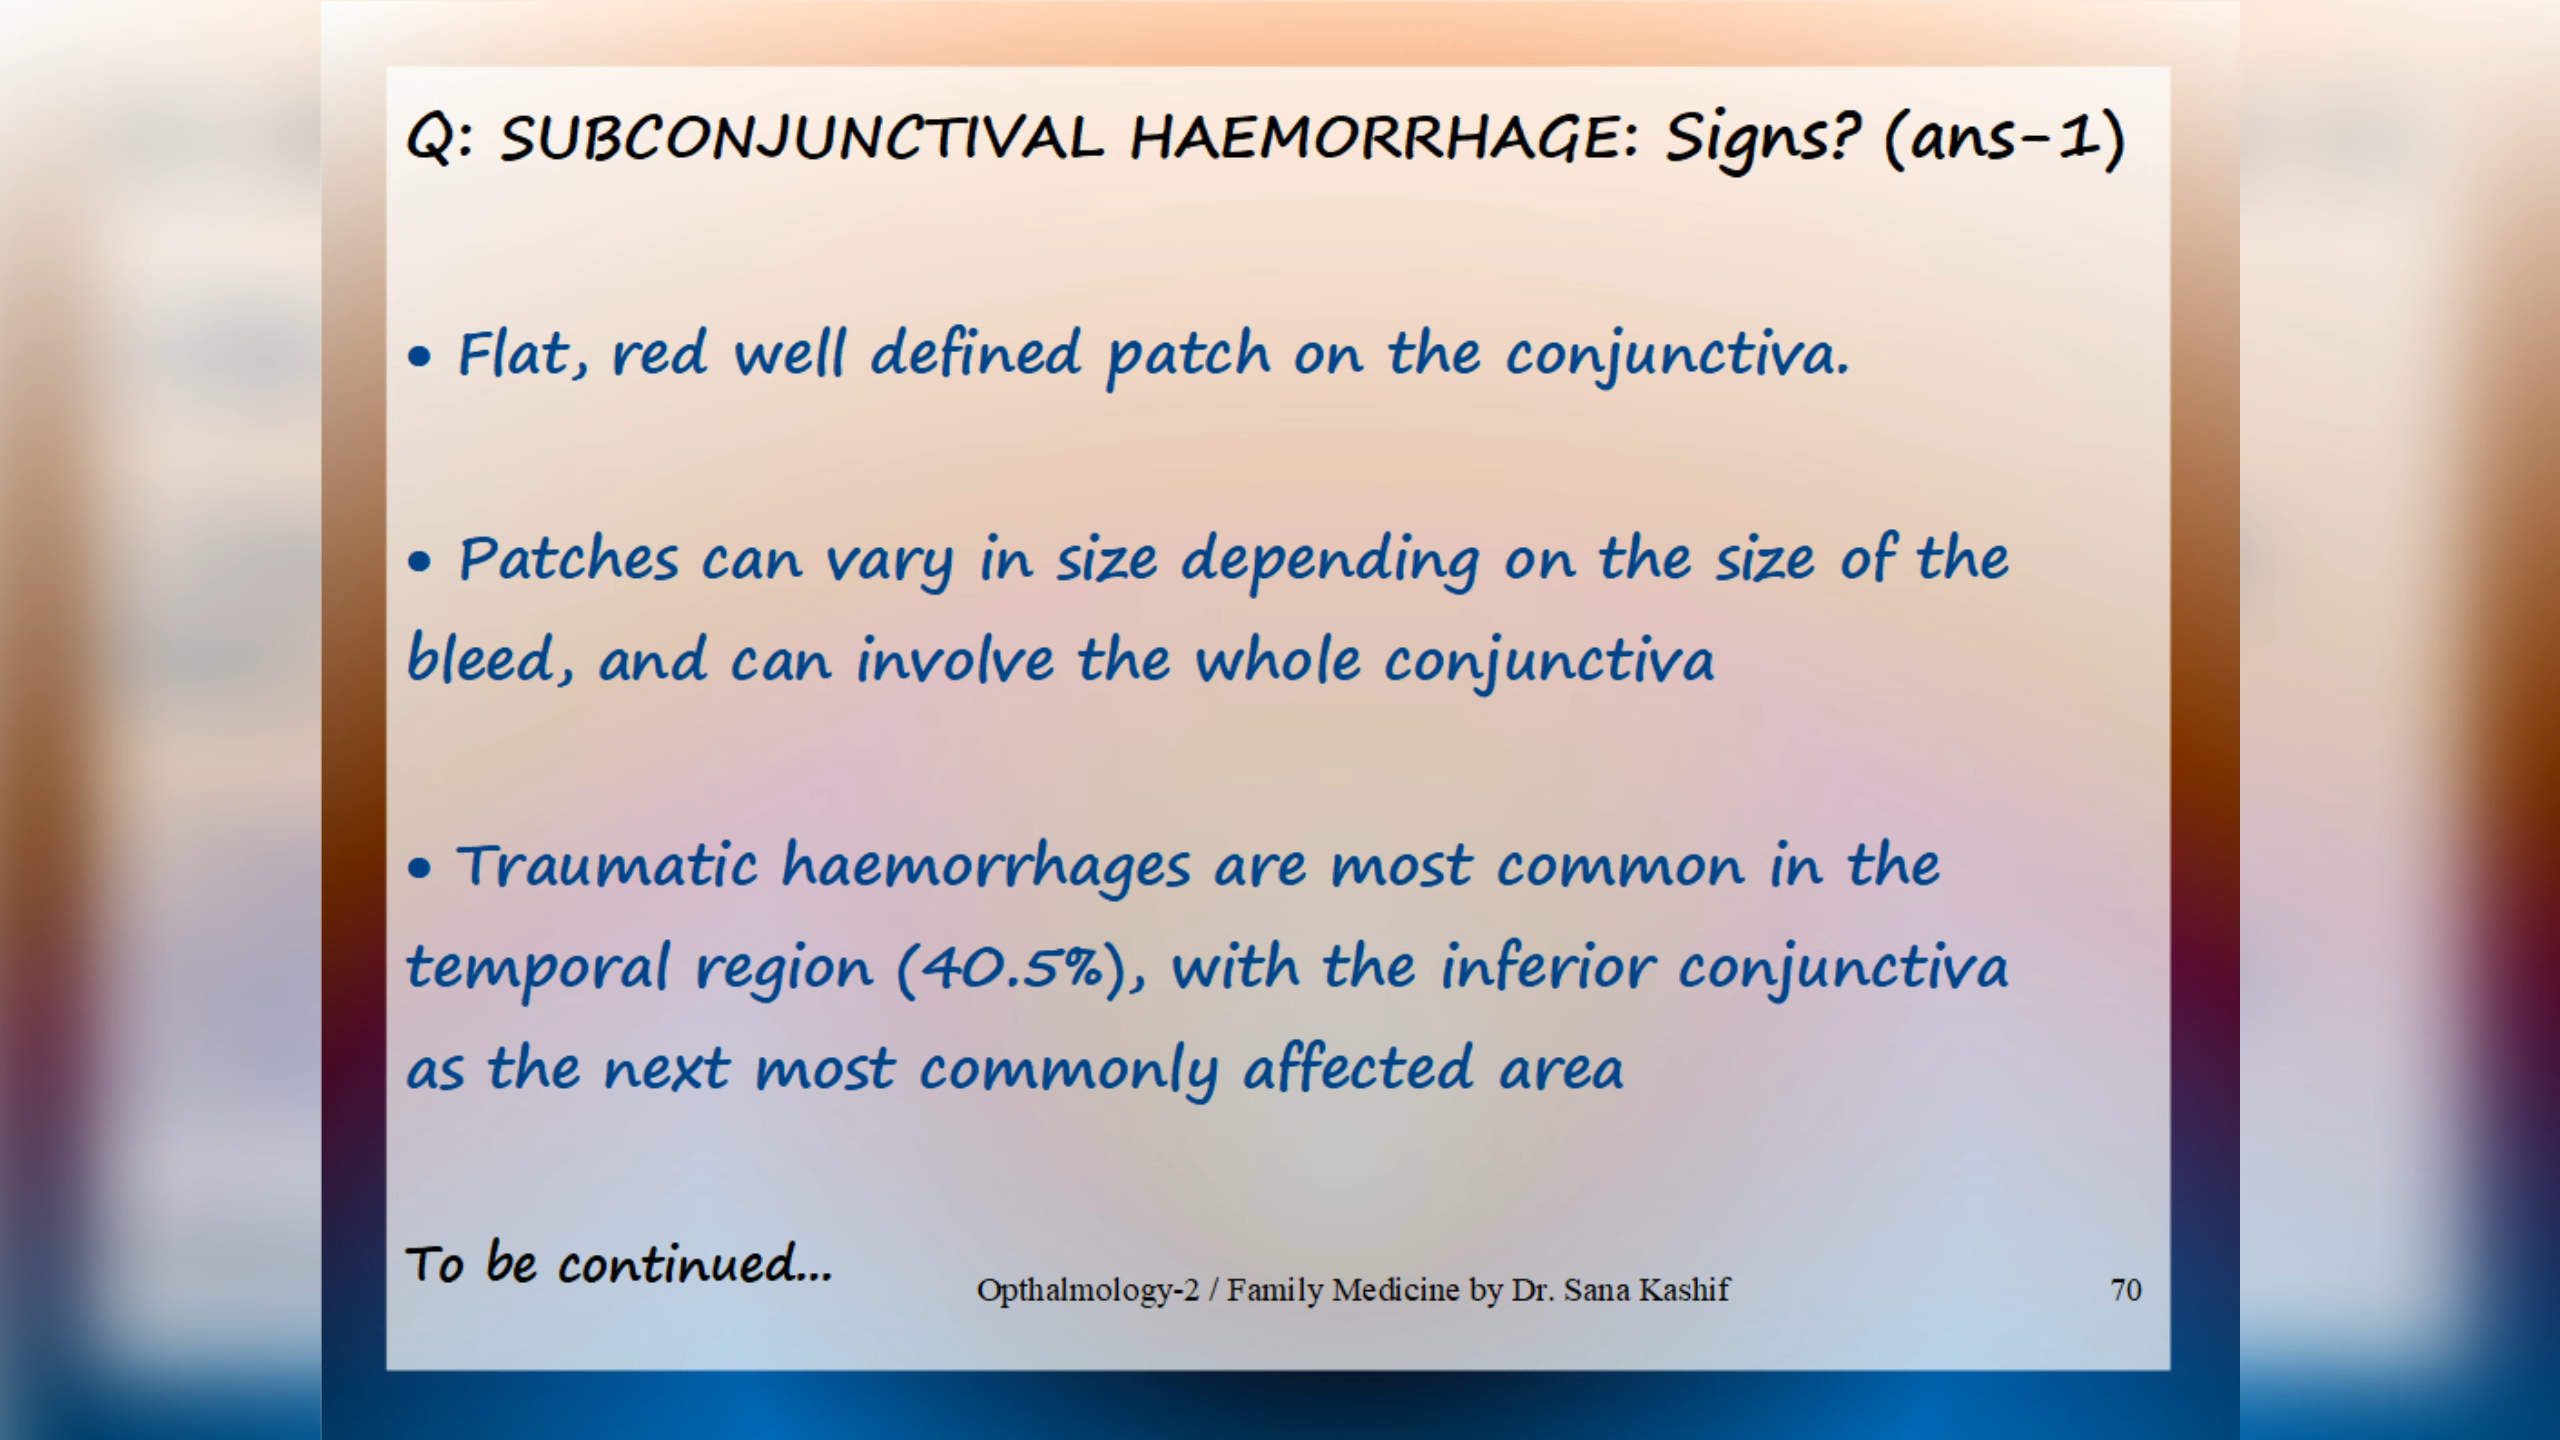 Q: SUBCONJUNCTIVAL HAEMORRHAGE: Signs? (ans-1)
• Flat, red well defined patch on the conjunctiva.
• Patches can vary in size depending on the size of the
bleed, and can involve the whole conjunctiva
• Traumatic haemorrhages are most common in the
temporal region (40.5%), with the inferior conjunctiva
as the next most commonly affected area
To be continued...
Opthalmology-2 / Family Medicine by Dr. Sana Kashif
70